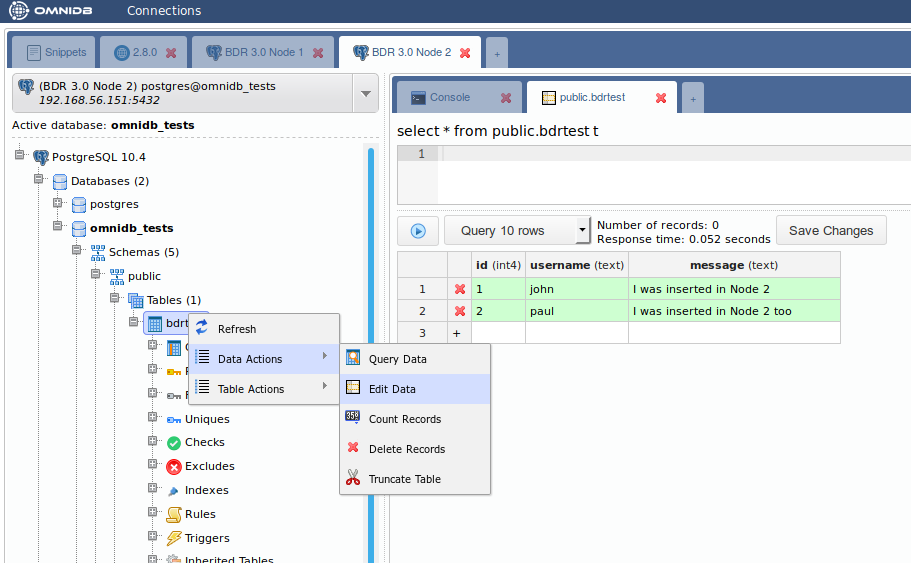 OMNIDB Connections
Snippets 2.8.0 BDR 3.0 Node 1 BDR 3.0 Node 2 +
(BDR 3.0 Node 2) postgres@omnidb_tests
192.168.56.151:5432
Active database: omnidb_tests
PostgreSQL 10.4
Databases (2)
postgres
omnidb_tests
Schemas (5)
public
Tables (1)
Uniques
Checks
Excludes
Indexes
Rules
Triggers
Inherited Tables
Refresh
Data Actions
Table Actions
Query Data
Edit Data
Count Records
Delete Records
Truncate Table
Console public.bdrtest +
select * from public.bdrtest t
1
Query 10 rows
Number of records: 0
Response time: 0.052 seconds
Save Changes
id (int4) username (text) message (text)
1 1 john I was inserted in Node 2
2 2 paul I was inserted in Node 2 too
3 +